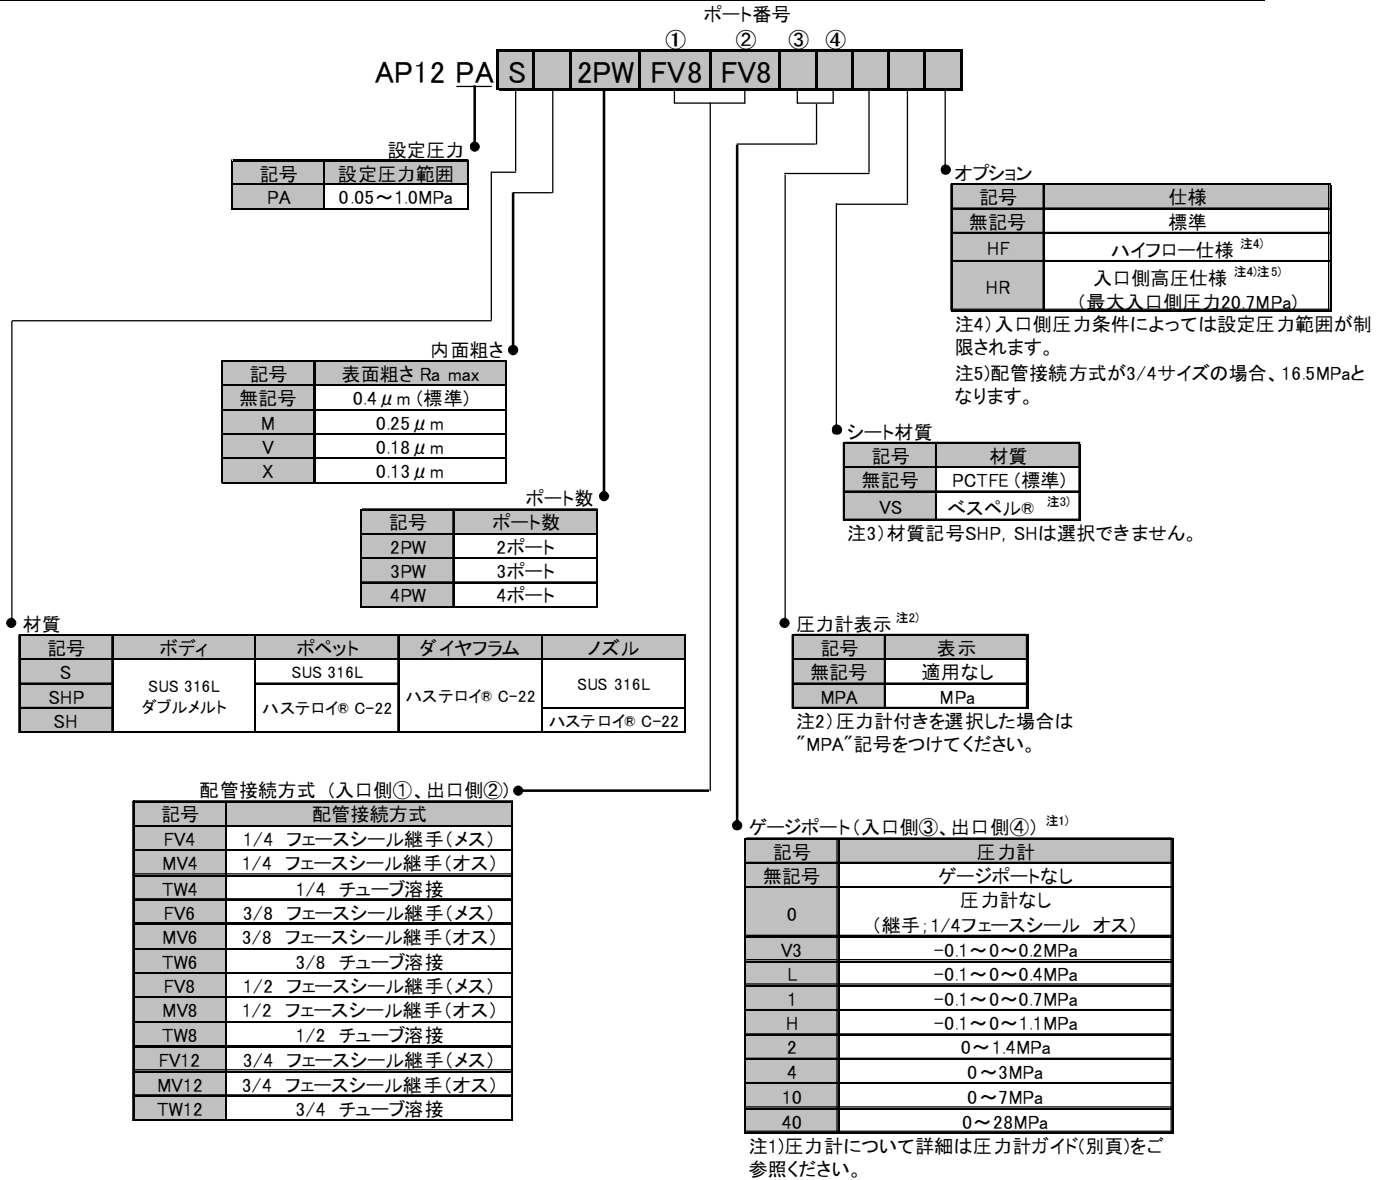 ポート番号
① ② ③ ④
AP12 PA S 2PW FV8 FV8
設定圧力
記号 設定圧力範囲
PA 0.05～1.0MPa
オプション
記号 仕様
無記号 標準
HF ハイフロー仕様 注4)
HR 入口側高圧仕様 注4)注5)
(最大入口側圧力20.7MPa)
注4)入口側圧力条件によっては設定圧力範囲が制
限されます。
注5)配管接続方式が3/4サイズの場合、16.5MPaと
なります。
内面粗さ
記号 表面粗さ Ra max
無記号 0.4μm(標準)
M 0.25μm
V 0.18μm
X 0.13μm
シート材質
記号 材質
無記号 PCTFE(標準)
VS ベスペル® 注3)
注3)材質記号SHP, SHは選択できません。
ポート数
記号 ポート数
2PW 2ポート
3PW 3ポート
4PW 4ポート
材質
記号 ボディ ポペット ダイヤフラム ノズル
S SUS 316L ダブルメルト SUS 316L ハステロイ® C-22 SUS 316L
SHP ハステロイ® C-22
SH ハステロイ® C-22
圧力計表示 注2)
記号 表示
無記号 適用なし
MPA MPa
注2)圧力計付きを選択した場合は
"MPA"記号をつけてください。
配管接続方式 (入口側①、出口側②)
記号 配管接続方式
FV4 1/4 フェースシール継手(メス)
MV4 1/4 フェースシール継手(オス)
TW4 1/4 チューブ溶接
FV6 3/8 フェースシール継手(メス)
MV6 3/8 フェースシール継手(オス)
TW6 3/8 チューブ溶接
FV8 1/2 フェースシール継手(メス)
MV8 1/2 フェースシール継手(オス)
TW8 1/2 チューブ溶接
FV12 3/4 フェースシール継手(メス)
MV12 3/4 フェースシール継手(オス)
TW12 3/4 チューブ溶接
ゲージポート(入口側③、出口側④) 注1)
記号 圧力計
無記号 ゲージポートなし
0 圧力計なし
(継手;1/4フェースシール オス)
V3 -0.1～0～0.2MPa
L -0.1～0～0.4MPa
1 -0.1～0～0.7MPa
H -0.1～0～1.1MPa
2 0～1.4MPa
4 0～3MPa
10 0～7MPa
40 0～28MPa
注1)圧力計について詳細は圧力計ガイド(別頁)をご
参照ください。